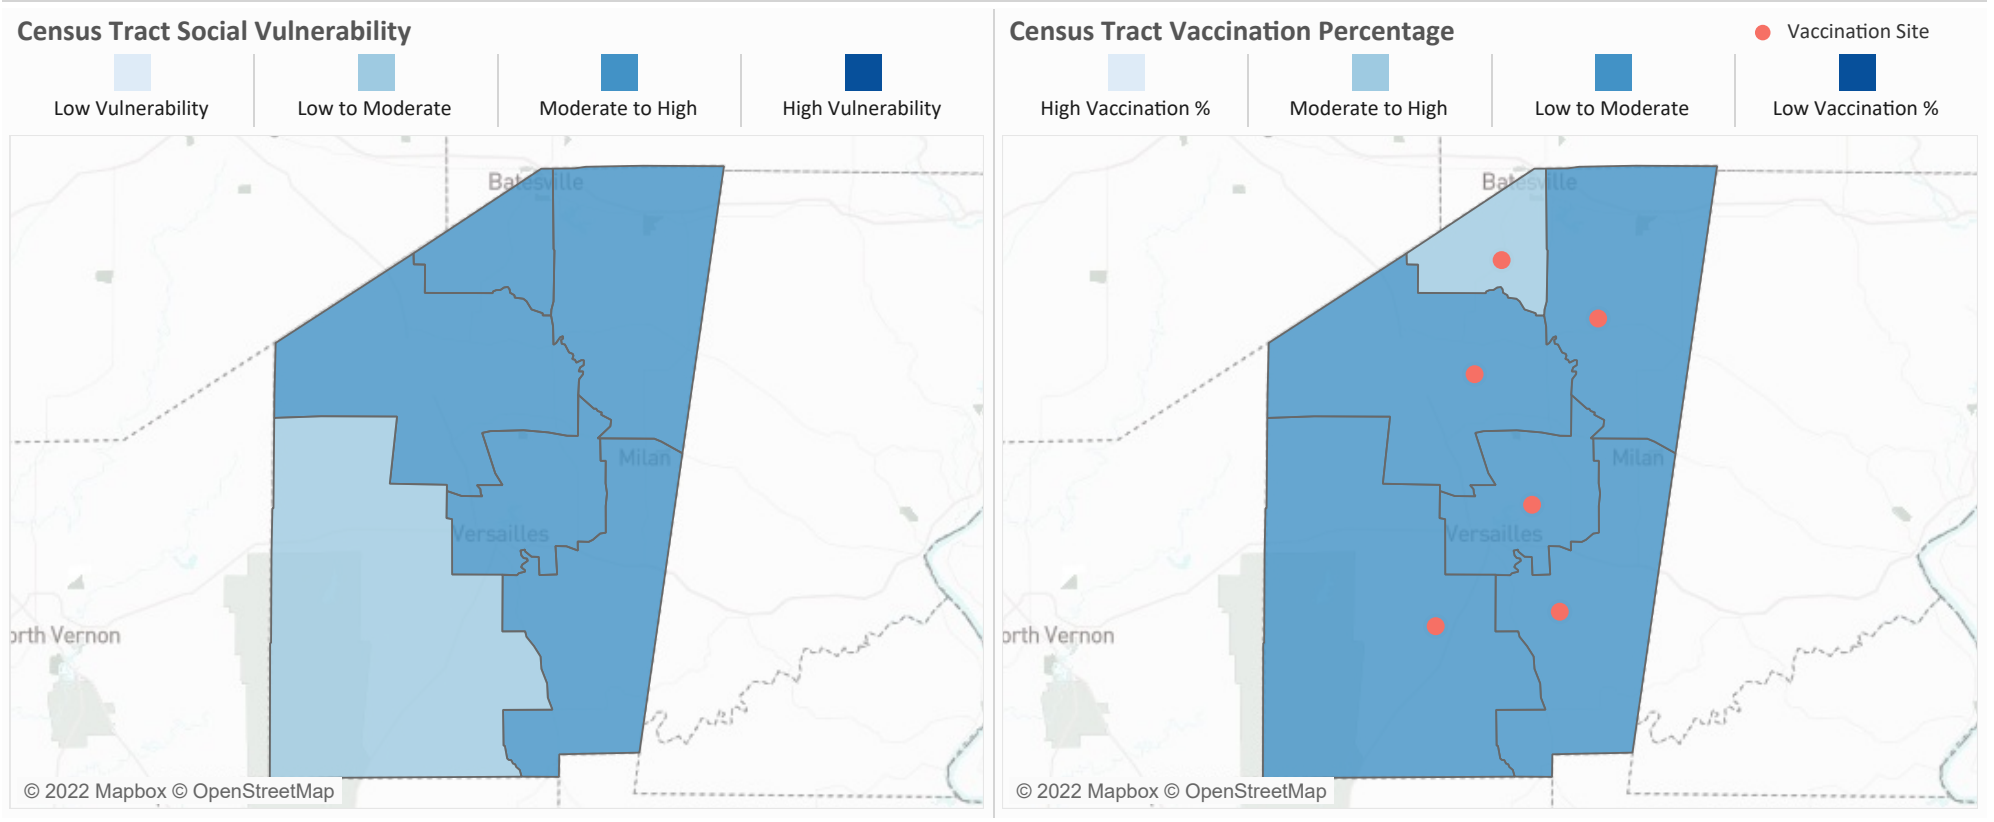 Census Tract Social Vulnerability
Low Vulnerability
Low to Moderate
Moderate to High
High Vulnerability
Batesville
Milan
Versailles
orth Vernon
© 2022 Mapbox © OpenStreetMap
Census Tract Vaccination Percentage
Vaccination Site
High Vaccination %
Moderate to High
Low to Moderate
Low Vaccination %
Batesville
Milan
Versailles
orth Vernon
© 2022 Mapbox © OpenStreetMap